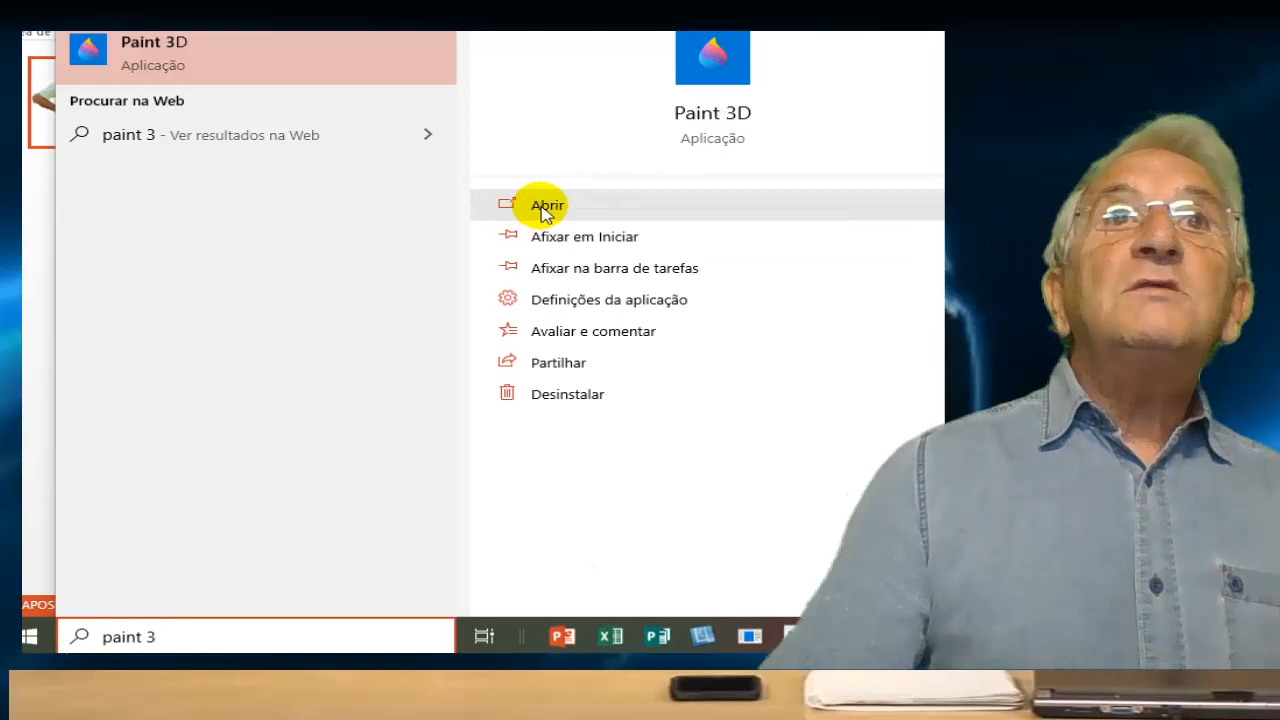 Paint 3D
Aplicação
Procurar na Web
paint 3 - Ver resultados na Web
Paint 3D
Aplicação
Abrir
Afixar em Iniciar
Afixar na barra de tarefas
Definições da aplicação
Avaliar e comentar
Partilhar
Desinstalar
APOS
paint 3